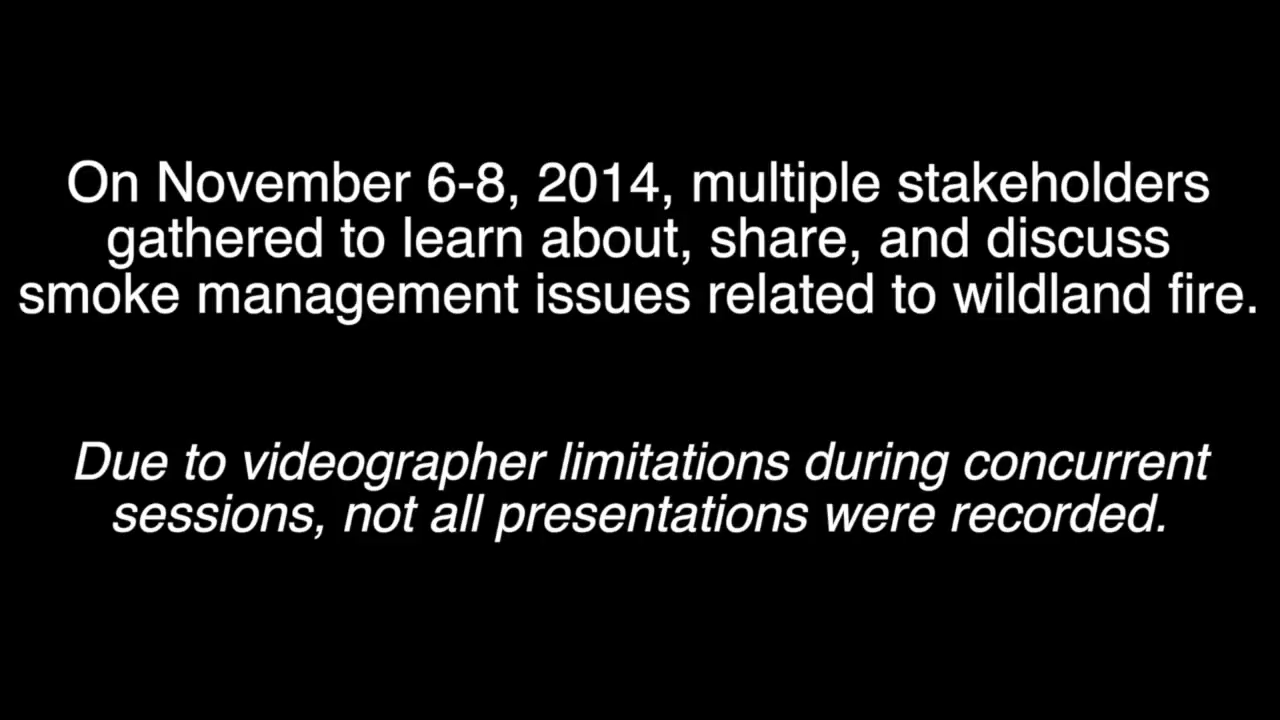 On November 6-8, 2014, multiple stakeholders
gathered to learn about, share, and discuss
smoke management issues related to wildland fire.
Due to videographer limitations during concurrent
sessions, not all presentations were recorded.